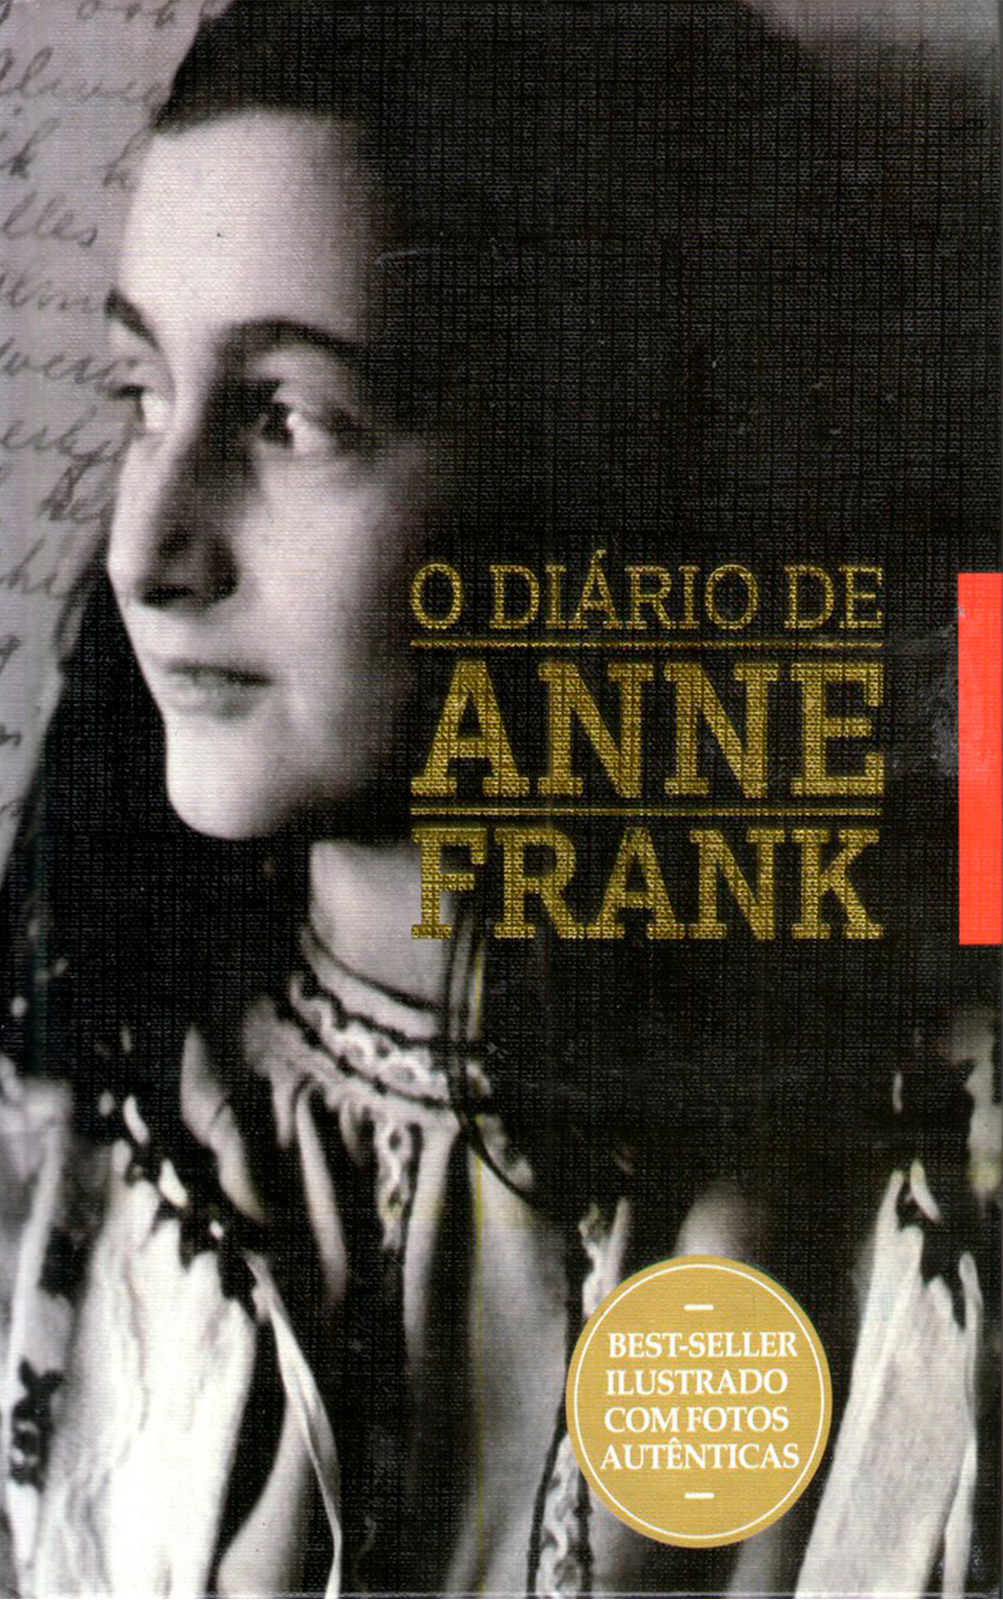 O DIÁRIO DE
ANNE
FRANK
BEST-SELLER
ILUSTRADO
COM FOTOS
AUTÊNTICAS